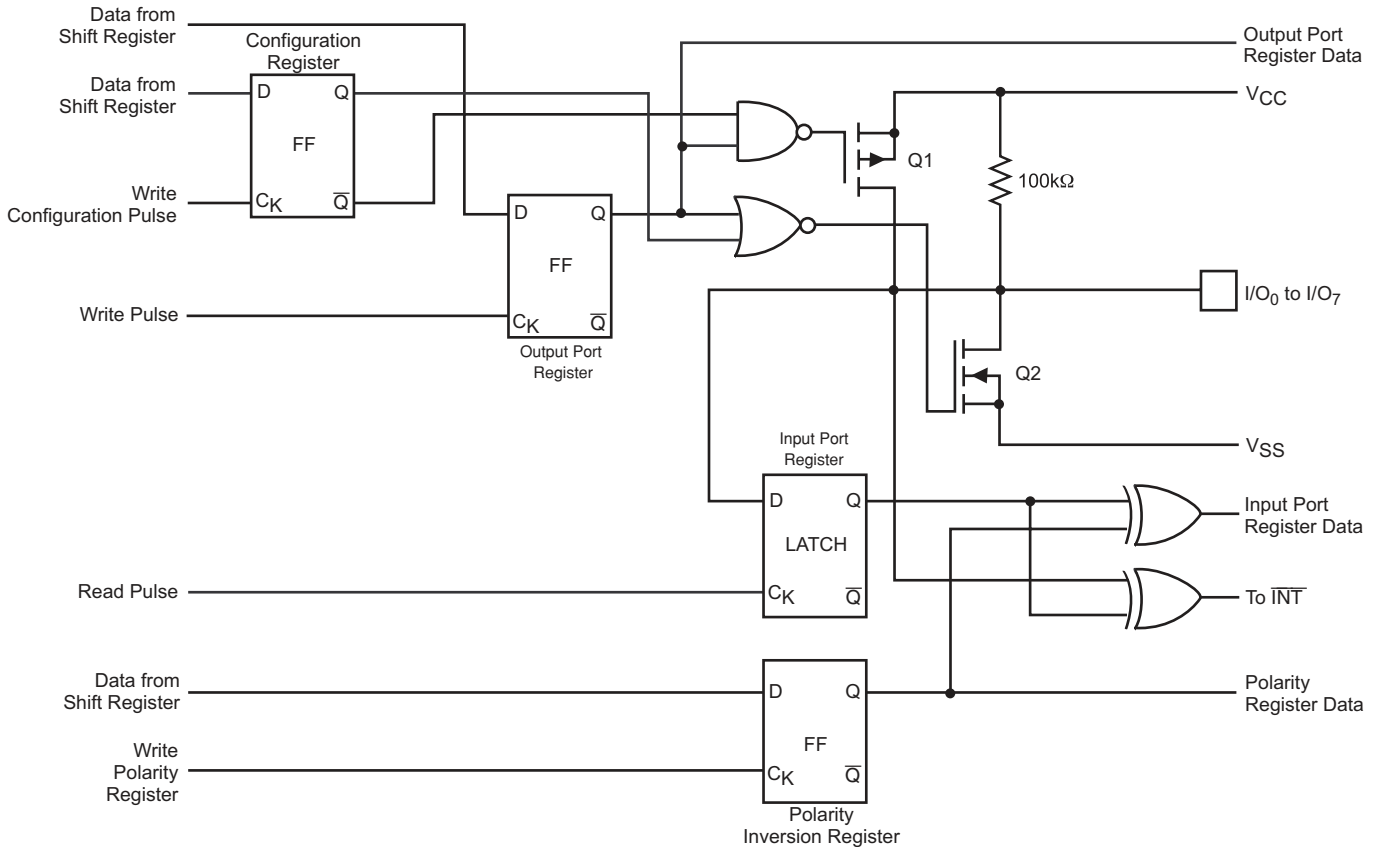 Data from
Shift Register
Configuration
Register
Data from
Shift Register
D
Q
FF
Write
Configuration Pulse
CK
Q̅
D
Q
FF
Write Pulse
CK
Q̅
Output Port
Register
Output Port
Register Data
VCC
Q1
100kΩ
I/O0 to I/O7
Q2
VSS
Input Port
Register
D
Q
LATCH
Read Pulse
CK
Q̅
Input Port
Register Data
To I̅N̅T̅
Data from
Shift Register
D
Q
Polarity
Register Data
FF
Write
Polarity
Register
CK
Q̅
Polarity
Inversion Register